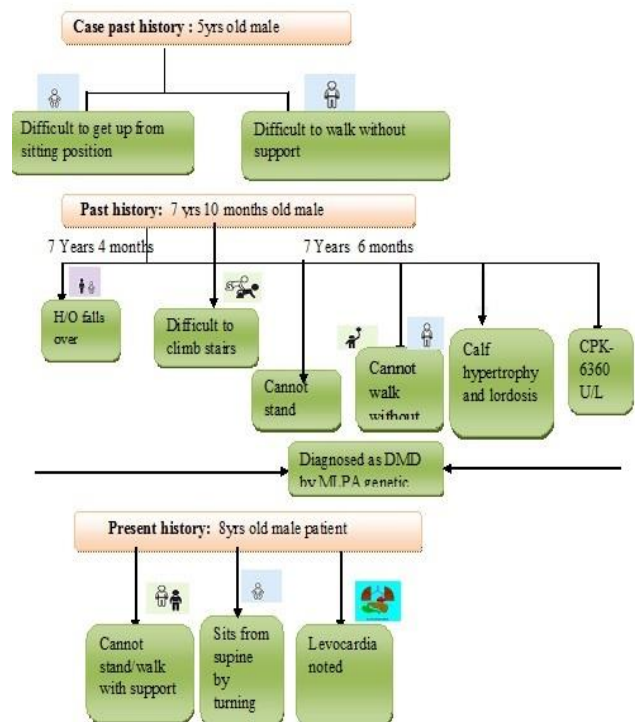 Case past history : 5yrs old male
Difficult to get up from
sitting position
Difficult to walk without
support
Past history: 7 yrs 10 months old male
7 Years 4 months
7 Years 6 months
H/O falls
over
Difficult to
climb stairs
Cannot
stand
Cannot
walk
without
Calf
hypertrophy
and lordosis
CPK-
6360
U/L
Diagnosed as DMD
by MLPA genetic
Present history: 8yrs old male patient
Cannot
stand/walk
with support
Sits from
supine
by
turning
Levocardia
noted